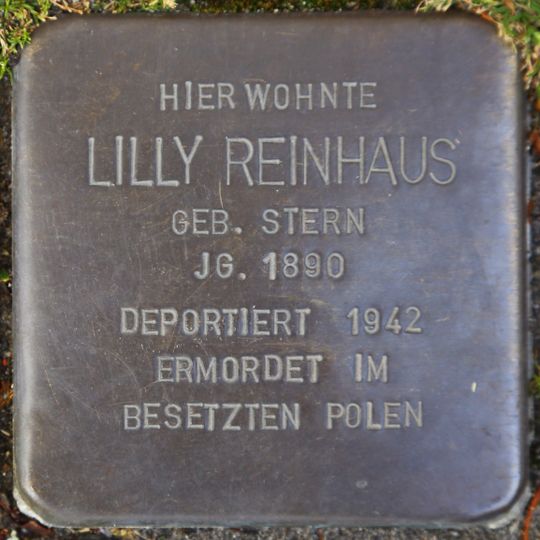 HIER WOHNTE
LILLY REINHAUS
GEB. STERN
JG. 1890
DEPORTIERT 1942
ERMORDET IM
BESETZTEN POLEN